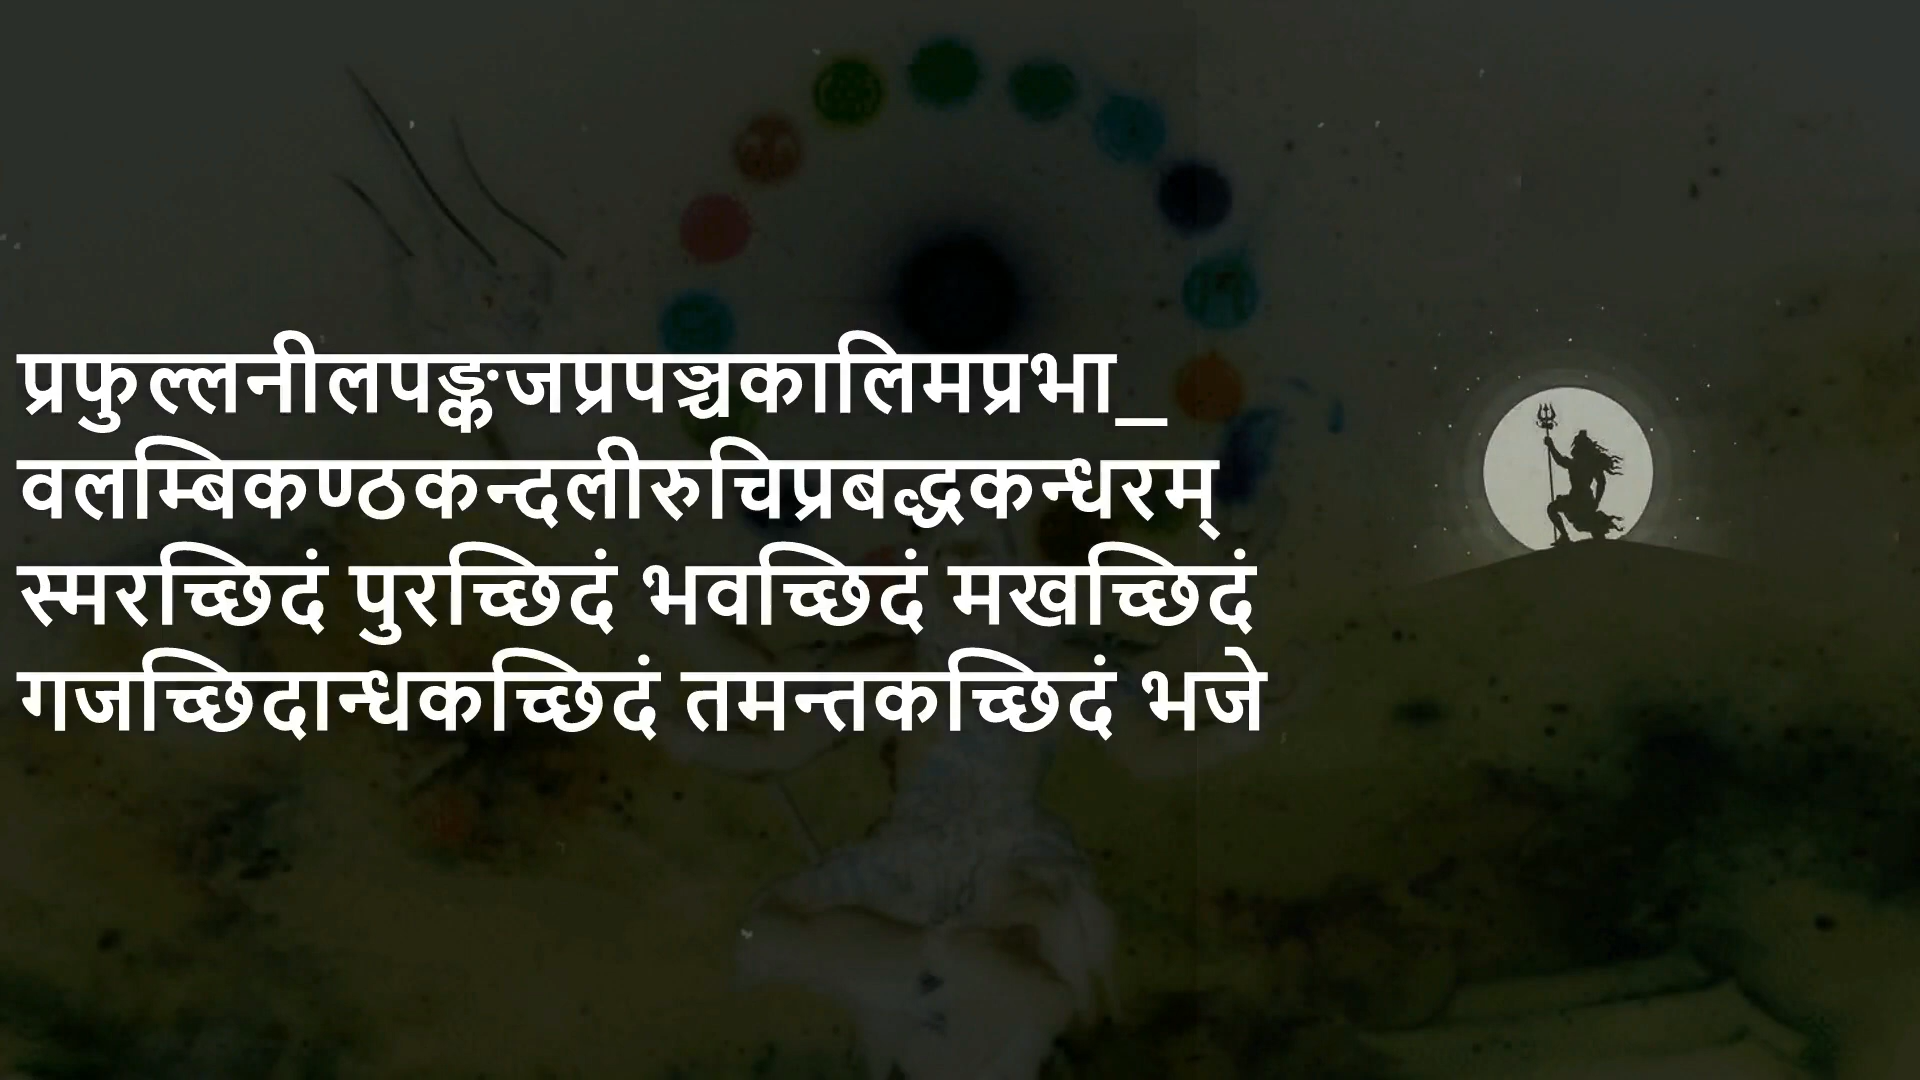 प्रफुल्लनीलपङ्कजप्रपञ्चकालिमप्रभा_
वलम्बिकण्ठकन्दलीरुचिप्रबद्धकन्धरम्
स्मरच्छिदं पुरच्छिदं भवच्छिदं मखच्छिदं
गजच्छिदान्धकच्छिदं तमन्तकच्छिदं भजे